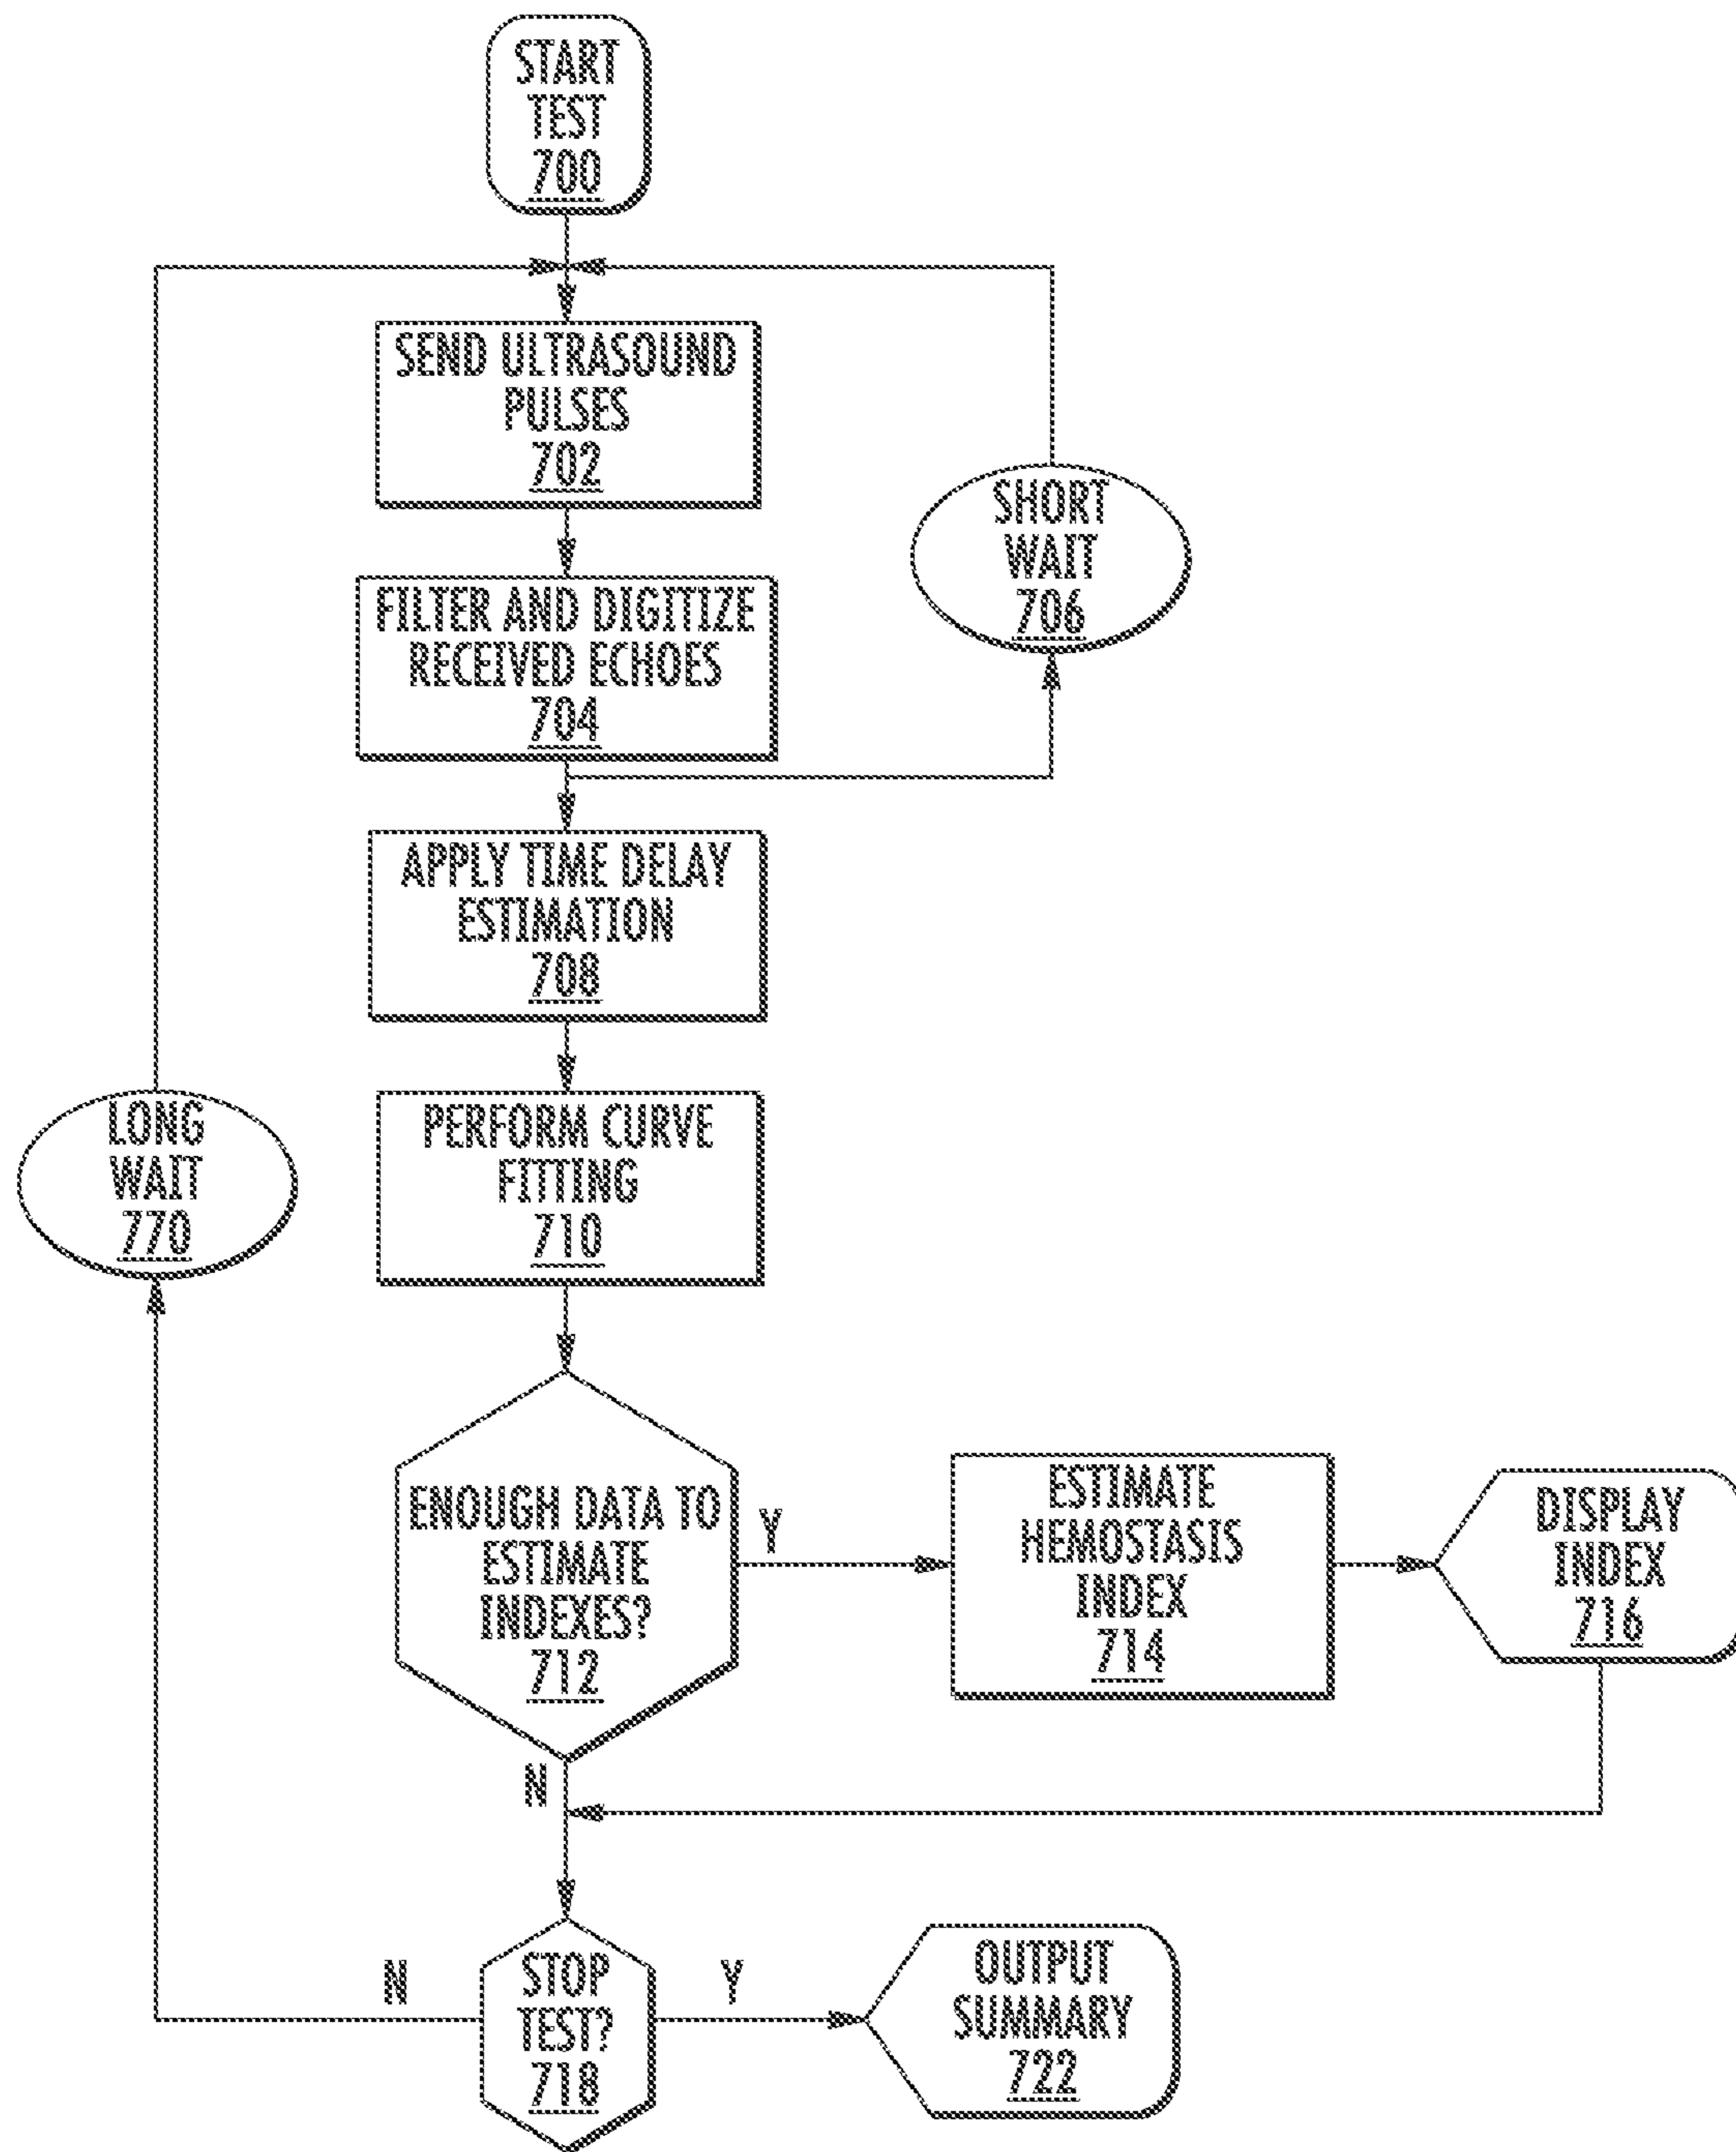 START
TEST
700
SEND ULTRASOUND
PULSES
702
SHORT
WAIT
706
FILTER AND DIGITIZE
RECEIVED ECHOES
704
APPLY TIME DELAY
ESTIMATION
708
LONG
WAIT
770
PERFORM CURVE
FITTING
710
ENOUGH DATA TO
ESTIMATE
INDEXES?
712
Y
ESTIMATE
HEMOSTASIS
INDEX
714
DISPLAY
INDEX
716
N
N
STOP
TEST?
718
Y
OUTPUT
SUMMARY
722